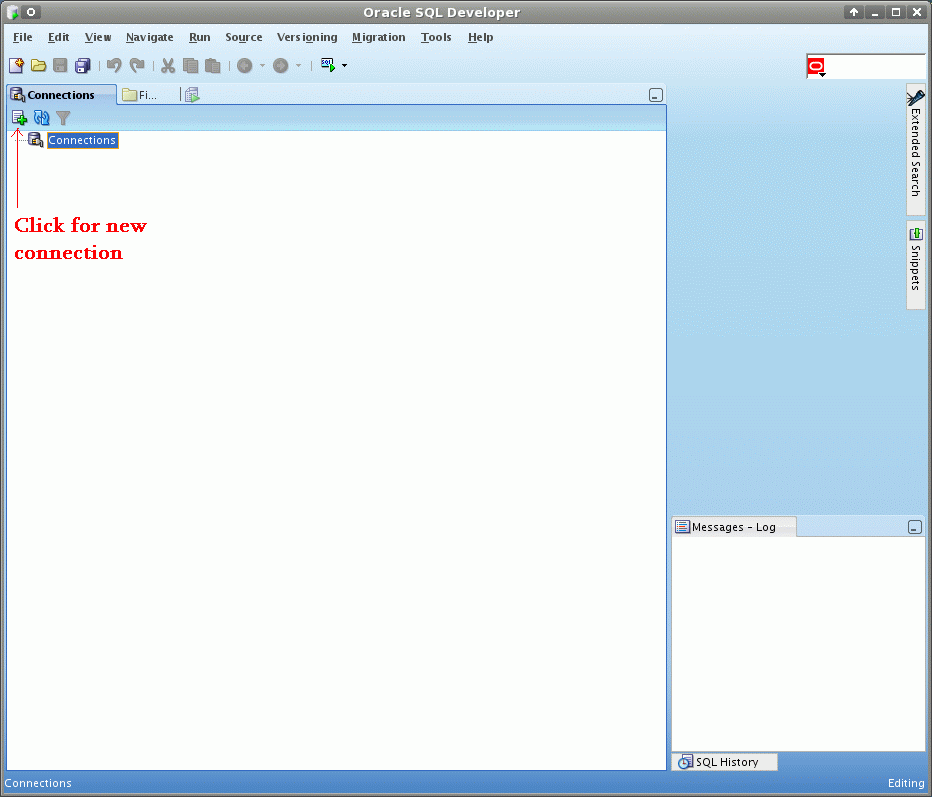 Oracle SQL Developer
File Edit View Navigate Run Source Versioning Migration Tools Help
SQL
Connections
Fi...
Connections
Click for new
connection
Extended Search
Snippets
Messages - Log
SQL History
Connections
Editing